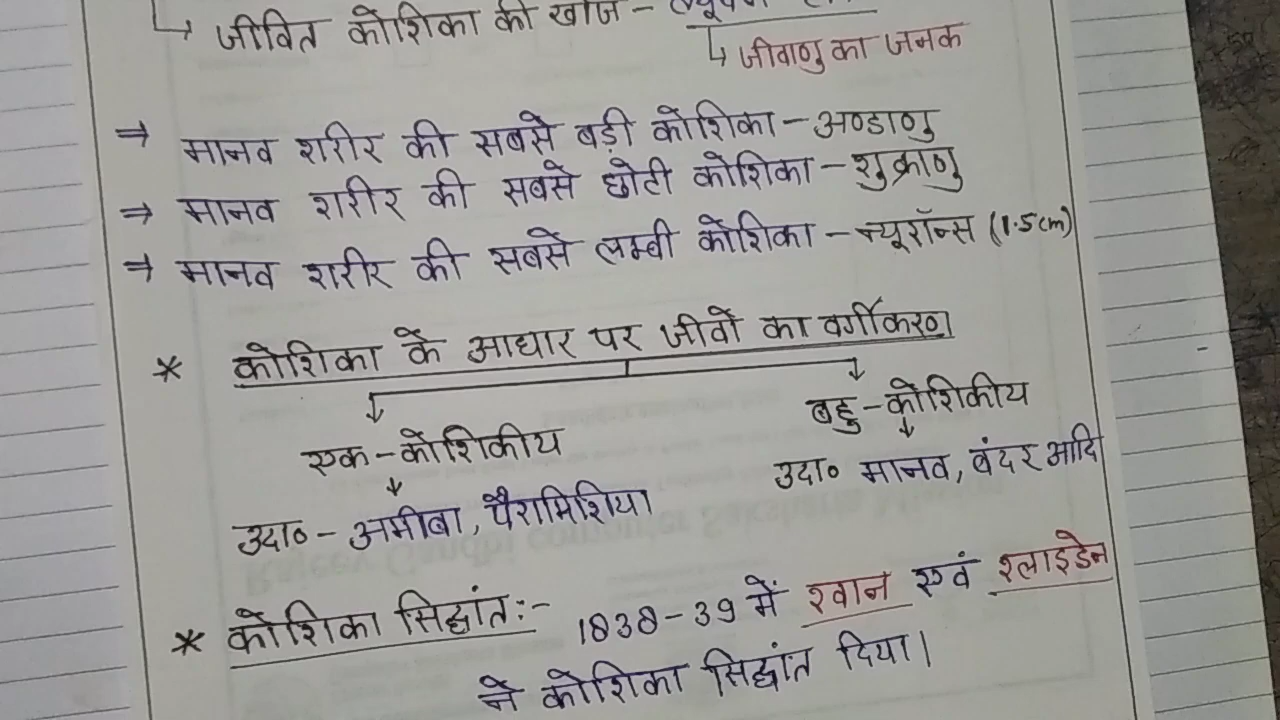 ↳ जीवित कोशिका की खोज –
↳ जीवाणु का जनक
⇒ मानव शरीर की सबसे बड़ी कोशिका – अण्डाणु
⇒ मानव शरीर की सबसे छोटी कोशिका – शुक्राणु
⇒ मानव शरीर की सबसे लम्बी कोशिका – न्यूरॉन्स (1.5cm)
* कोशिका के आधार पर जीवों का वर्गीकरण
एक-कोशिकीय
बहु-कोशिकीय
उदा० – अमीबा, पैरामिशिया
उदा० मानव, बंदर आदि
* कोशिका सिद्धांत:- 1838-39 में श्वान एवं श्लाइडेन
ने कोशिका सिद्धांत दिया।